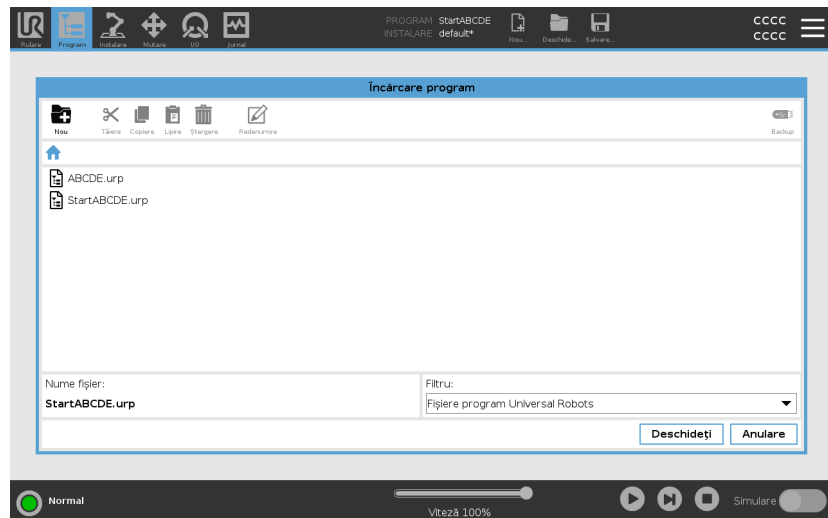 UR
PROGRAM StartABCDE
INSTALARE default*
CCCC
CCCC
Rulare Program Instalare Mutare I/O Jurnal
Nou... Deschide... Salvare...
Încărcare program
Nou Tăiere Copiere Lipire Ștergere Redenumire Backup
ABCDE.urp
StartABCDE.urp
Nume fișier: Filtru:
StartABCDE.urp Fișiere program Universal Robots
Deschideți Anulare
Normal Viteză 100% Simulare